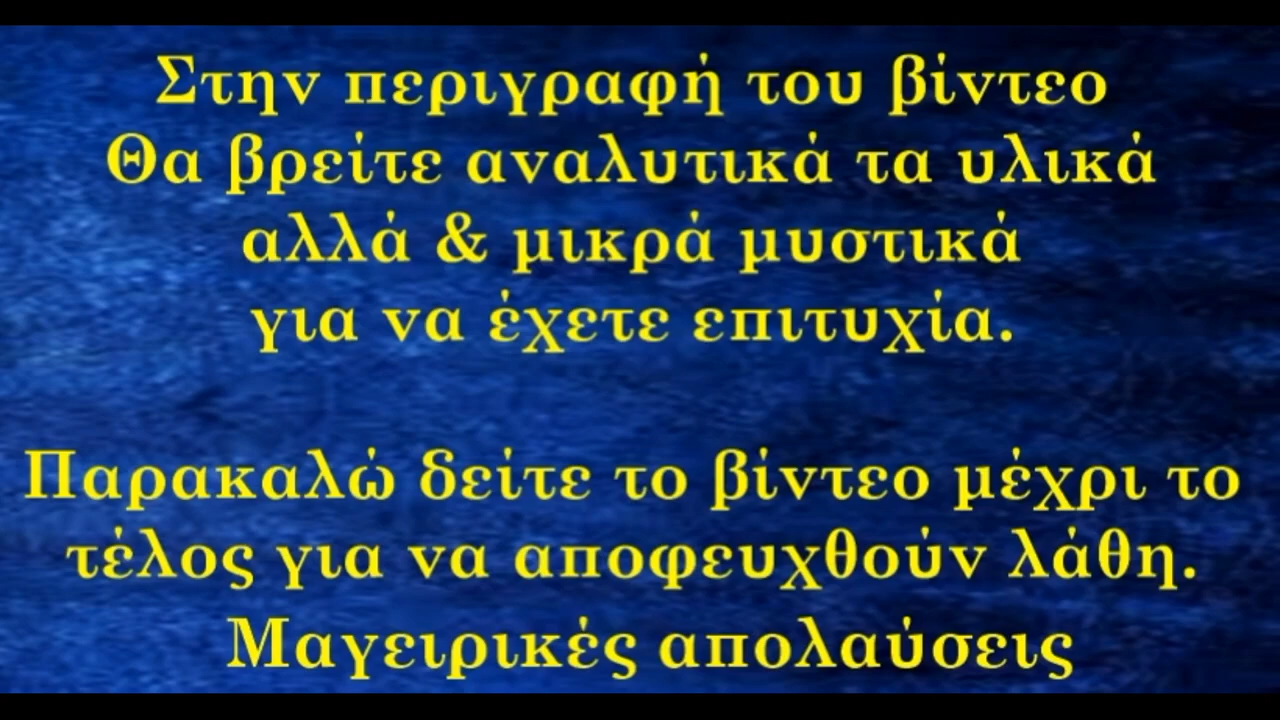 Στην περιγραφή του βίντεο
Θα βρείτε αναλυτικά τα υλικά
αλλά & μικρά μυστικά
για να έχετε επιτυχία.
Παρακαλώ δείτε το βίντεο μέχρι το
τέλος για να αποφευχθούν λάθη.
Μαγειρικές απολαύσεις